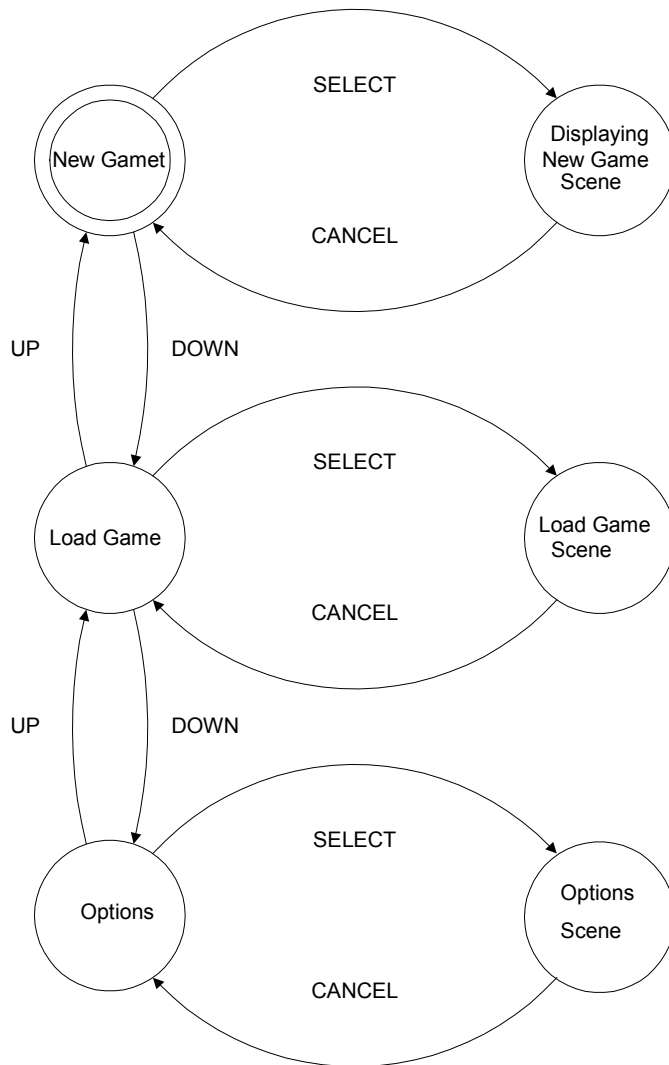 SELECT
New Gamet
Displaying
New Game
Scene
CANCEL
UP
DOWN
SELECT
Load Game
Load Game
Scene
CANCEL
UP
DOWN
SELECT
Options
Options
Scene
CANCEL